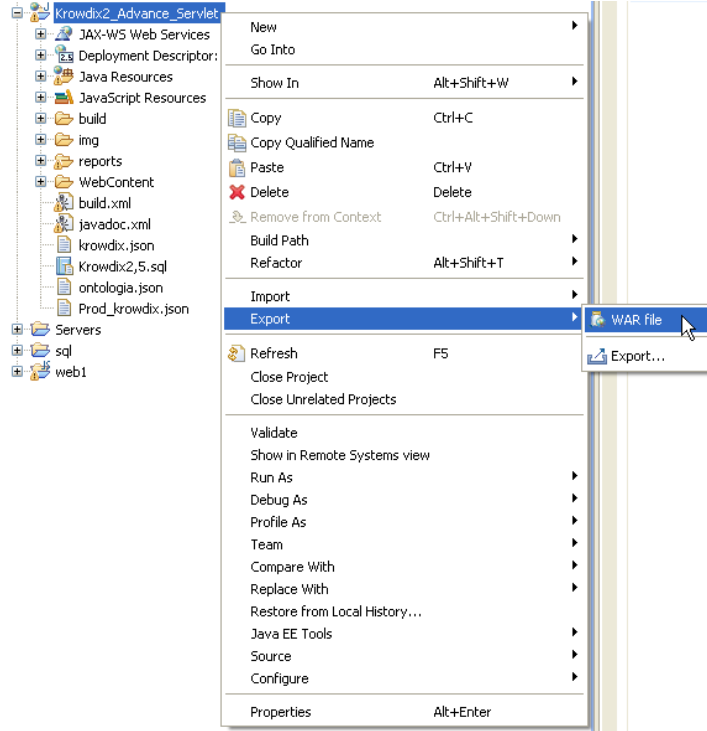 Krowdix2_Advance_Servlet
JAX-WS Web Services
2.5 Deployment Descriptor:
Java Resources
JavaScript Resources
build
img
reports
WebContent
build.xml
javadoc.xml
krowdix.json
Krowdix2,5.sql
ontologia.json
Prod_krowdix.json
Servers
sql
web1
New
Go Into
Show In Alt+Shift+W
Copy Ctrl+C
Copy Qualified Name
Paste Ctrl+V
Delete Delete
Remove from Context Ctrl+Alt+Shift+Down
Build Path
Refactor Alt+Shift+T
Import
Export
Refresh F5
Close Project
Close Unrelated Projects
Validate
Show in Remote Systems view
Run As
Debug As
Profile As
Team
Compare With
Replace With
Restore from Local History...
Java EE Tools
Source
Configure
Properties Alt+Enter
WAR file
Export...